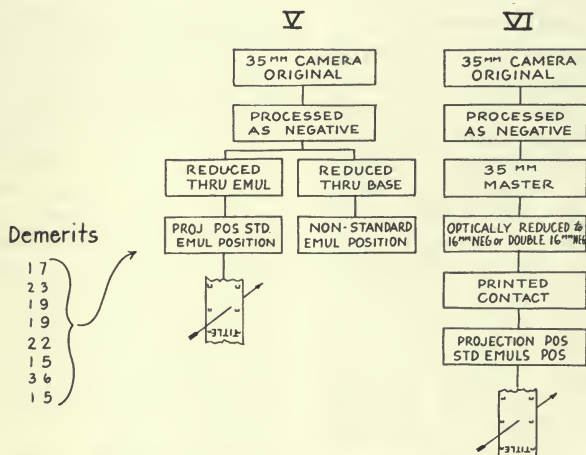 V
35MM CAMERA
ORIGINAL
PROCESSED
AS NEGATIVE
REDUCED
THRU EMUL
REDUCED
THRU BASE
PROJ POS STD.
EMUL POSITION
NON-STANDARD
EMUL POSITION
TITLE
Demerits
17
23
19
19
22
15
36
15
VI
35MM CAMERA
ORIGINAL
PROCESSED
AS NEGATIVE
35 MM
MASTER
OPTICALLY REDUCED to
16MM NEG or DOUBLE 16MM NEG
PRINTED
CONTACT
PROJECTION POS
STD EMULS POS
TITLE